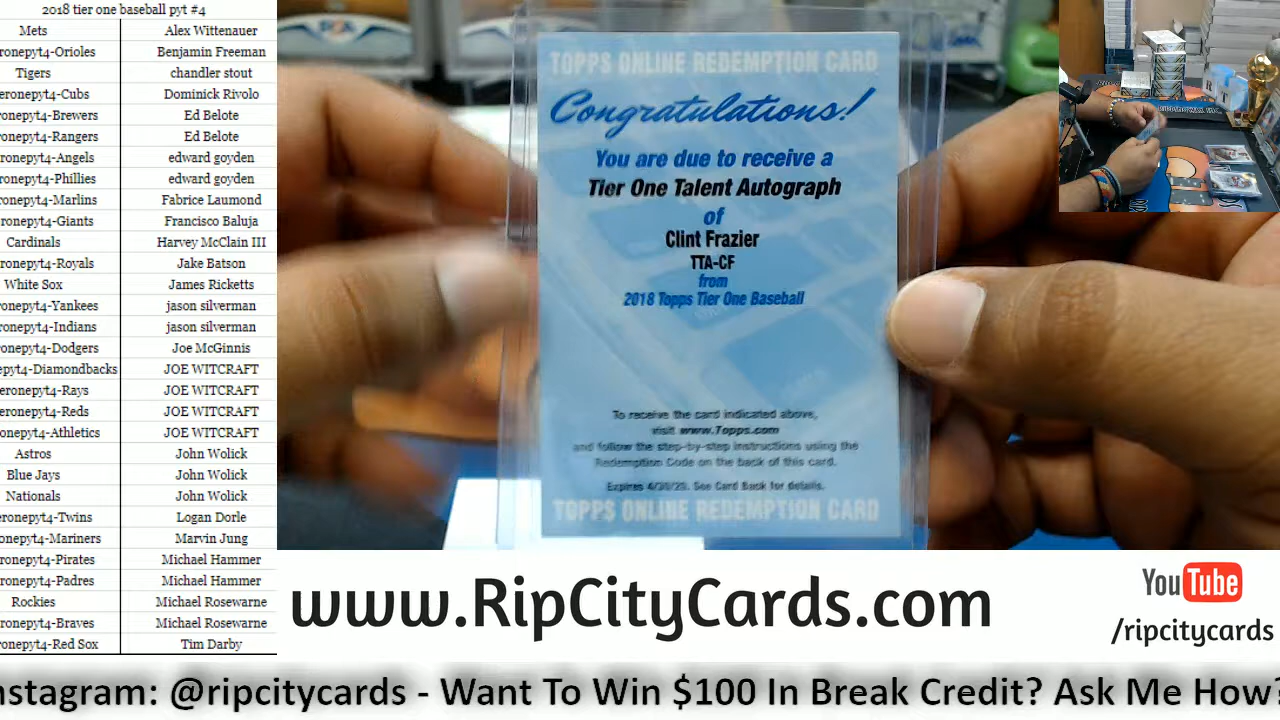 2018 tier one baseball pyt #4
Mets Alex Wittenauer
ronepyt4-Orioles Benjamin Freeman
Tigers chandler stout
eronepyt4-Cubs Dominick Rivolo
eronepyt4-Brewers Ed Belote
ronepyt4-Rangers Ed Belote
ronepyt4-Angels edward goyden
ronepyt4-Phillies edward goyden
ronepyt4-Marlins Fabrice Laumond
ronepyt4-Giants Francisco Baluja
Cardinals Harvey McClain III
ronepyt4-Royals Jake Batson
White Sox James Ricketts
ronepyt4-Yankees jason silverman
ronepyt4-Indians jason silverman
ronepyt4-Dodgers Joe McGinnis
epyt4-Diamondbacks JOE WITCRAFT
eronepyt4-Rays JOE WITCRAFT
eronepyt4-Reds JOE WITCRAFT
onepyt4-Athletics JOE WITCRAFT
Astros John Wolick
Blue Jays John Wolick
Nationals John Wolick
eronepyt4-Twins Logan Dorle
onepyt4-Mariners Marvin Jung
ronepyt4-Pirates Michael Hammer
ronepyt4-Padres Michael Hammer
Rockies Michael Rosewarne
ronepyt4-Braves Michael Rosewarne
ronepyt4-Red Sox Tim Darby
TOPPS ONLINE REDEMPTION CARD
Congratulations!
You are due to receive a
Tier One Talent Autograph
of
Clint Frazier
TTA-CF
from
2018 Topps Tier One Baseball
To receive the card indicated above,
visit www.Topps.com
and follow the step-by-step instructions using the
Redemption Code on the back of this card.
Expires 4/30/20. See Card Back for details.
TOPPS ONLINE REDEMPTION CARD
www.RipCityCards.com
YouTube
/ripcitycards
nstagram: @ripcitycards - Want To Win $100 In Break Credit? Ask Me How?